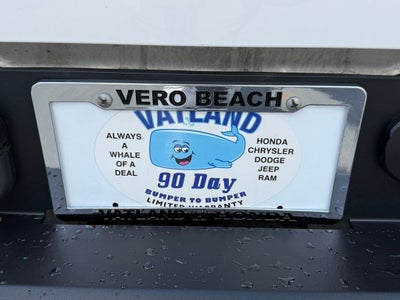 VERO BEACH
VATLAND
ALWAYS
A
WHALE
OF A
DEAL
HONDA
CHRYSLER
DODGE
JEEP
RAM
90 Day
BUMPER TO BUMPER
LIMITED WARRANTY
VATLAND HONDA